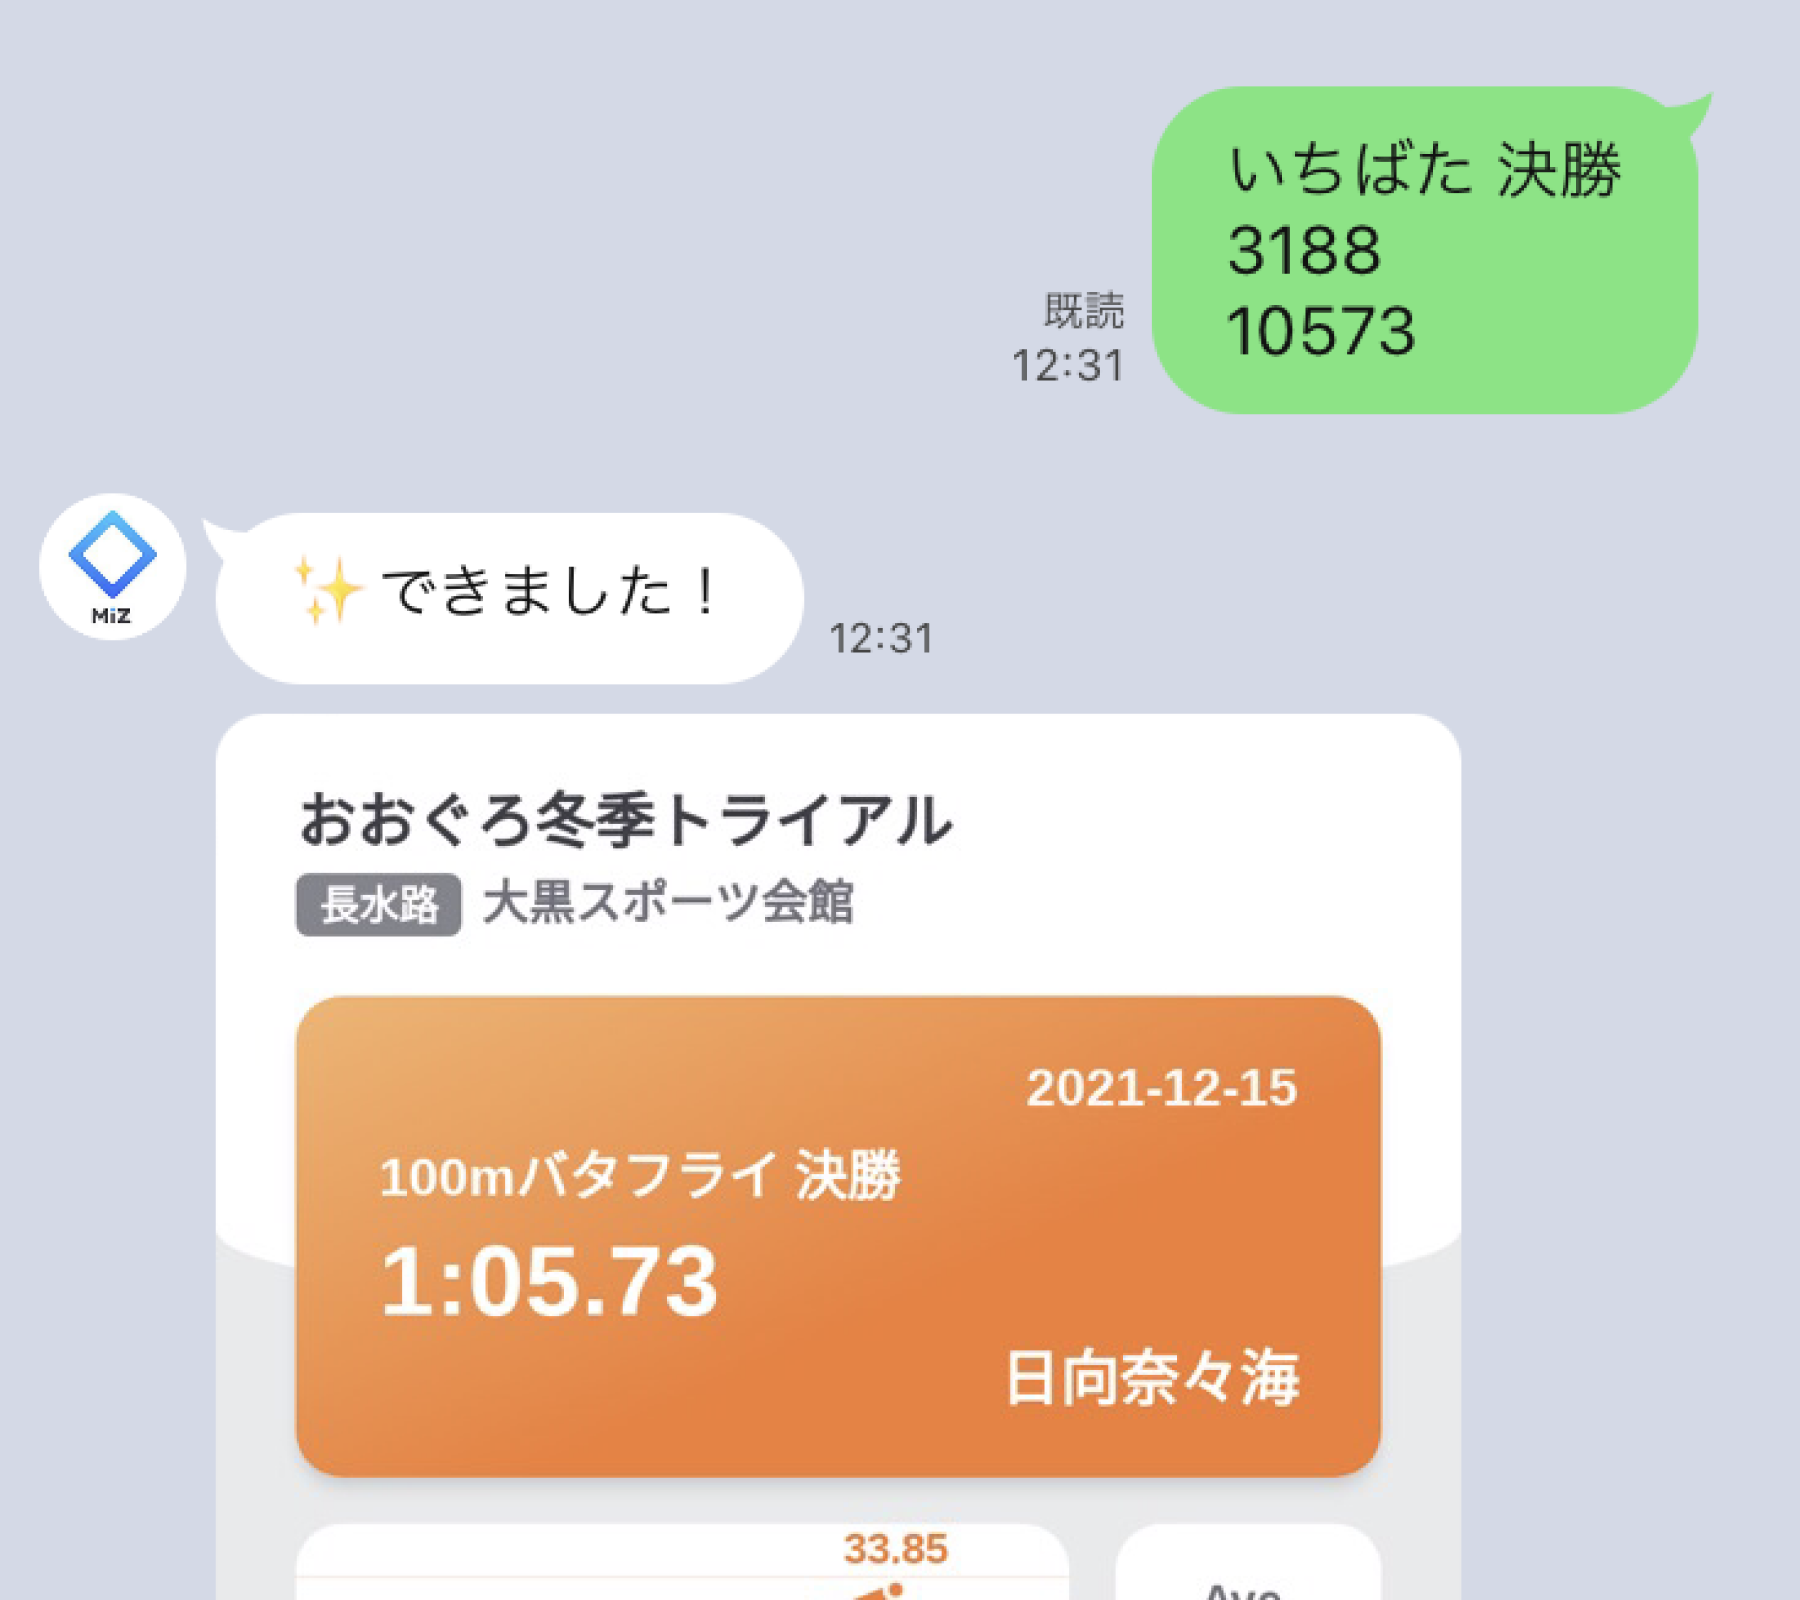 いちばた 決勝
3188
10573
既読
12:31
MiZ
✨できました！
12:31
おおぐろ冬季トライアル
長水路 大黒スポーツ会館
2021-12-15
100mバタフライ 決勝
1:05.73
日向奈々海
33.85